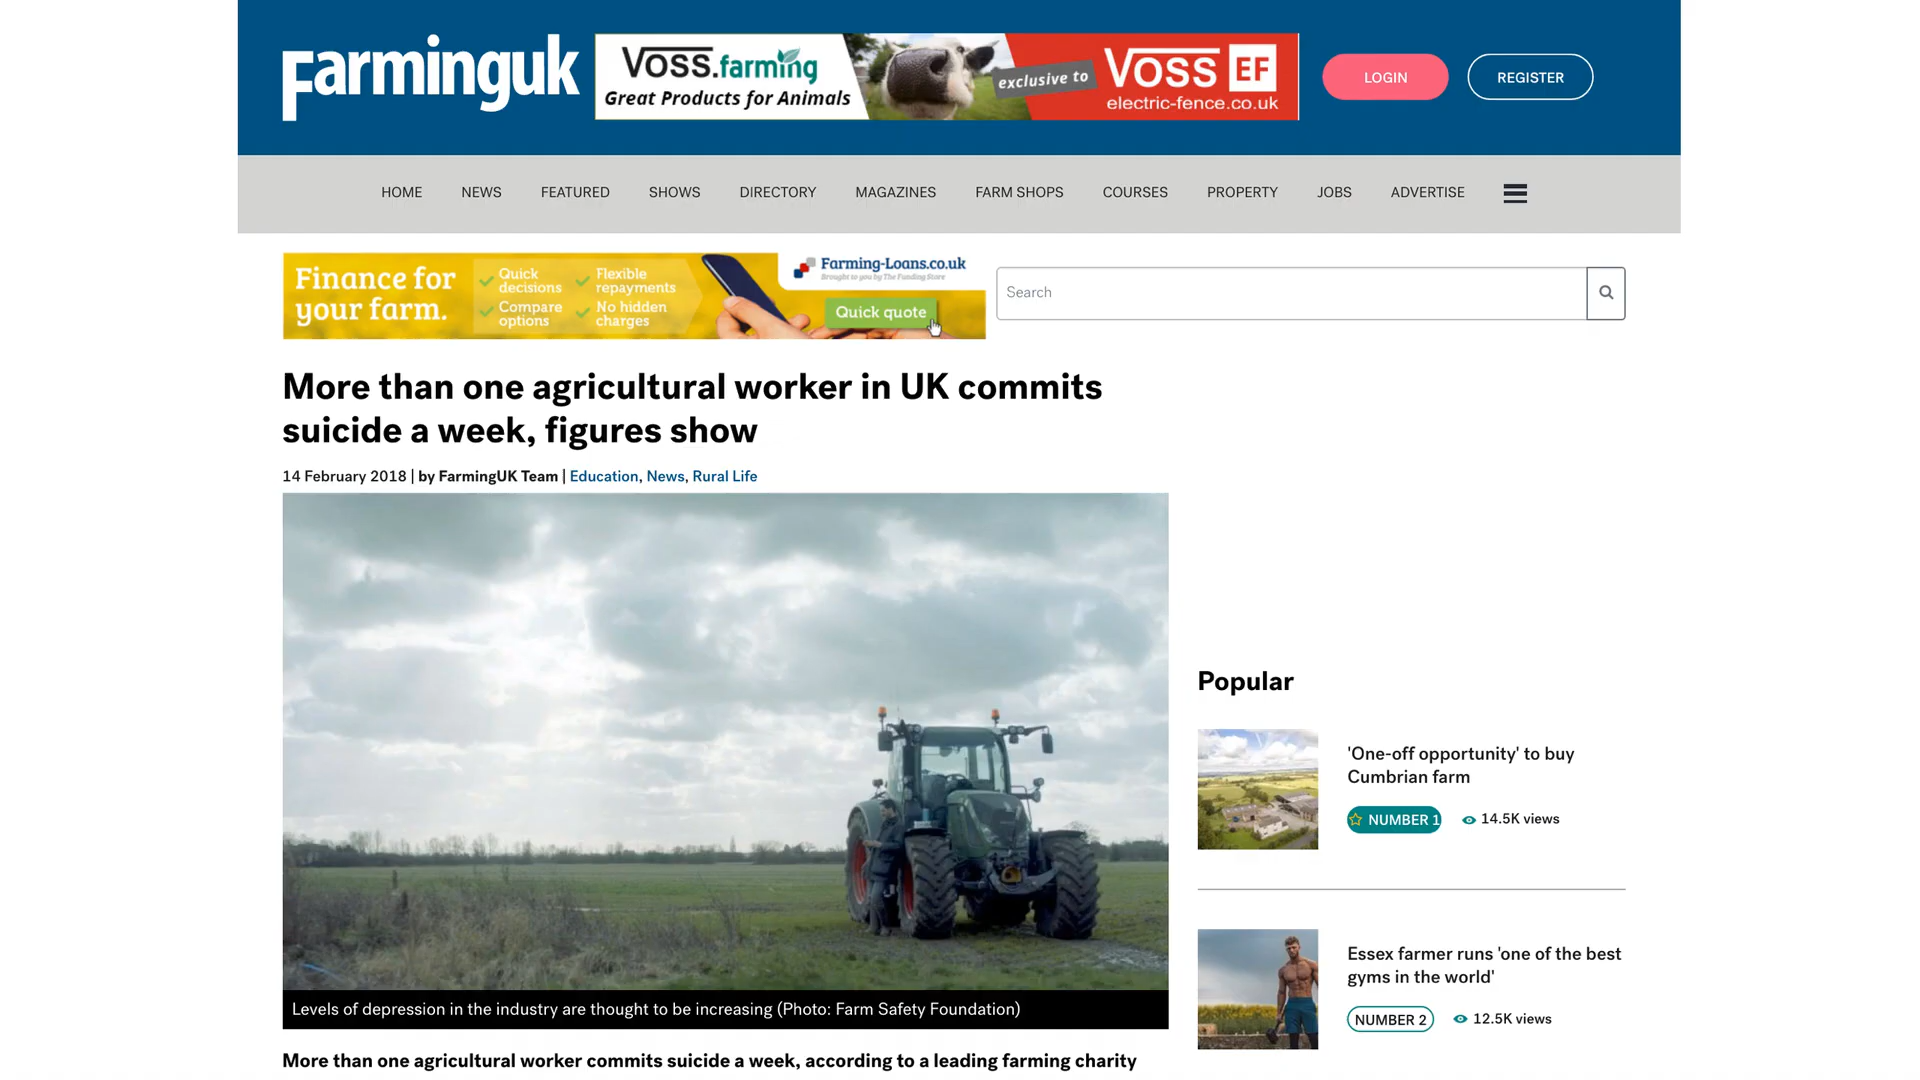 Farminguk
VOSS.farming
Great Products for Animals
exclusive to
VOSS EF
electric-fence.co.uk
LOGIN
REGISTER
HOME NEWS FEATURED SHOWS DIRECTORY MAGAZINES FARM SHOPS COURSES PROPERTY JOBS ADVERTISE
Finance for
your farm.
Quick
decisions
Compare
options
Flexible
repayments
No hidden
charges
Farming-Loans.co.uk
Brought to you by The Funding Store
Quick quote
Search
More than one agricultural worker in UK commits
suicide a week, figures show
14 February 2018 | by FarmingUK Team | Education, News, Rural Life
Levels of depression in the industry are thought to be increasing (Photo: Farm Safety Foundation)
More than one agricultural worker commits suicide a week, according to a leading farming charity
Popular
'One-off opportunity' to buy
Cumbrian farm
NUMBER 1 14.5K views
Essex farmer runs 'one of the best
gyms in the world'
NUMBER 2 12.5K views